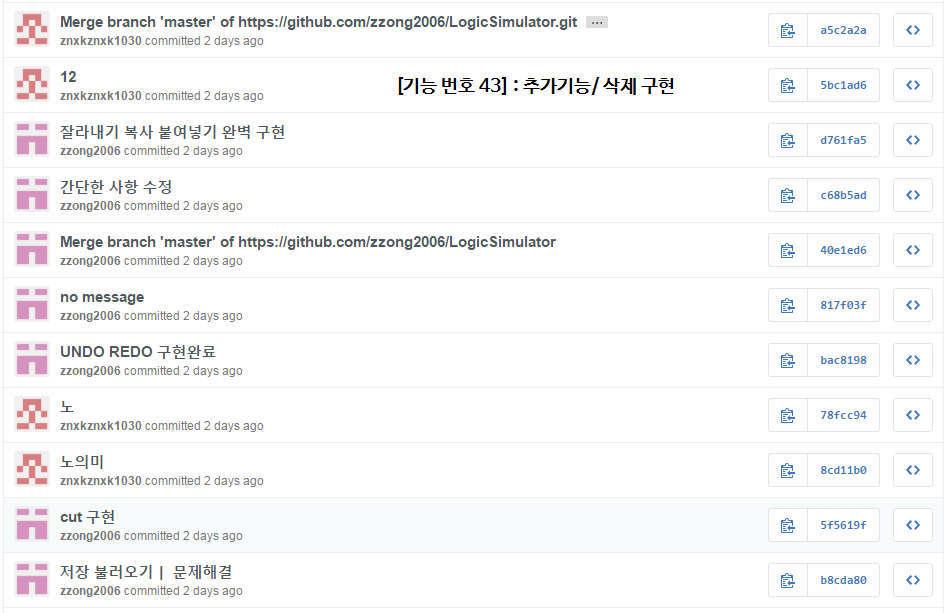 Merge branch 'master' of https://github.com/zzong2006/LogicSimulator.git ...
znxkznxk1030 committed 2 days ago
a5c2a2a
12
znxkznxk1030 committed 2 days ago
[기능 번호 43] : 추가기능/ 삭제 구현
5bc1ad6
잘라내기 복사 붙여넣기 완벽 구현
zzong2006 committed 2 days ago
d761fa5
간단한 사항 수정
zzong2006 committed 2 days ago
c68b5ad
Merge branch 'master' of https://github.com/zzong2006/LogicSimulator
zzong2006 committed 2 days ago
40e1ed6
no message
zzong2006 committed 2 days ago
817f03f
UNDO REDO 구현완료
zzong2006 committed 2 days ago
bac8198
노
znxkznxk1030 committed 2 days ago
78fcc94
노의미
znxkznxk1030 committed 2 days ago
8cd11b0
cut 구현
zzong2006 committed 2 days ago
5f5619f
저장 불러오기ㅣ 문제해결
zzong2006 committed 2 days ago
b8cda80